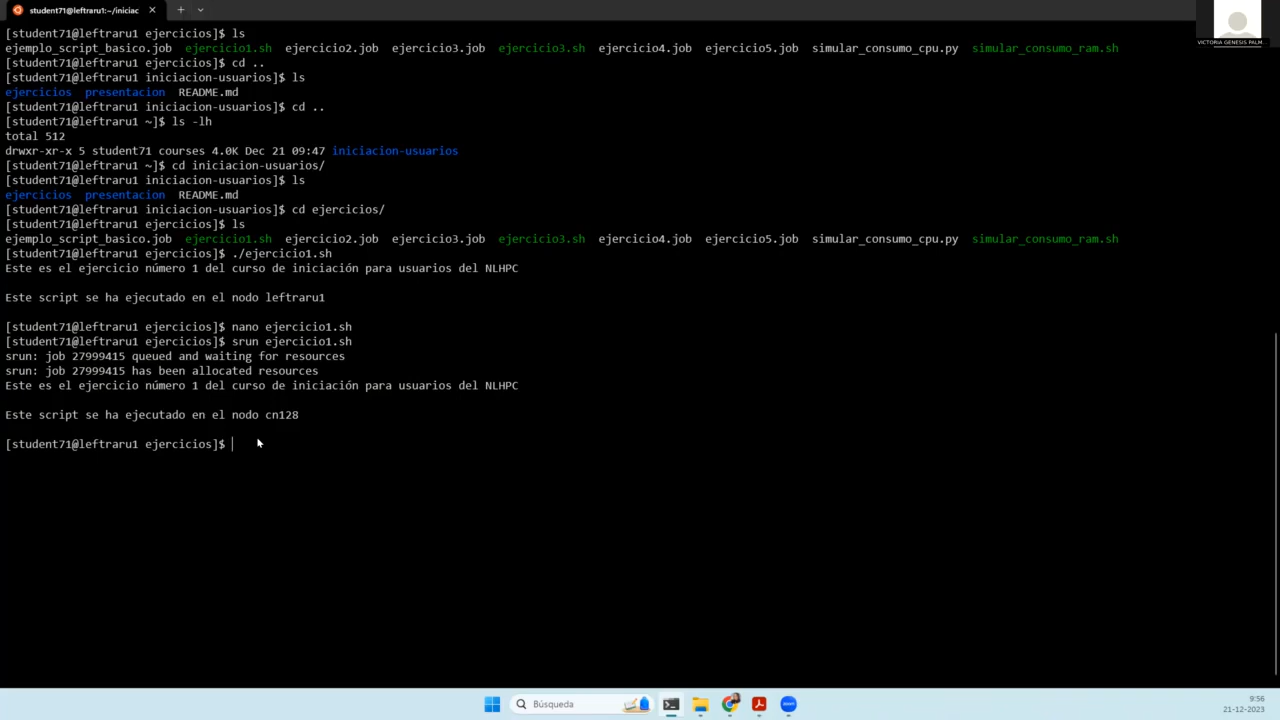 student71@leftraru1:~/iniciac
[student71@leftraru1 ejercicios]$ ls
ejemplo_script_basico.job ejercicio1.sh ejercicio2.job ejercicio3.job ejercicio3.sh ejercicio4.job ejercicio5.job simular_consumo_cpu.py simular_consumo_ram.sh
[student71@leftraru1 ejercicios]$ cd ..
[student71@leftraru1 iniciacion-usuarios]$ ls
ejercicios presentacion README.md
[student71@leftraru1 iniciacion-usuarios]$ cd ..
[student71@leftraru1 ~]$ ls -lh
total 512
drwxr-xr-x 5 student71 courses 4.0K Dec 21 09:47 iniciacion-usuarios
[student71@leftraru1 ~]$ cd iniciacion-usuarios/
[student71@leftraru1 iniciacion-usuarios]$ ls
ejercicios presentacion README.md
[student71@leftraru1 iniciacion-usuarios]$ cd ejercicios/
[student71@leftraru1 ejercicios]$ ls
ejemplo_script_basico.job ejercicio1.sh ejercicio2.job ejercicio3.job ejercicio3.sh ejercicio4.job ejercicio5.job simular_consumo_cpu.py simular_consumo_ram.sh
[student71@leftraru1 ejercicios]$ ./ejercicio1.sh
Este es el ejercicio número 1 del curso de iniciación para usuarios del NLHPC
Este script se ha ejecutado en el nodo leftraru1
[student71@leftraru1 ejercicios]$ nano ejercicio1.sh
[student71@leftraru1 ejercicios]$ srun ejercicio1.sh
srun: job 27999415 queued and waiting for resources
srun: job 27999415 has been allocated resources
Este es el ejercicio número 1 del curso de iniciación para usuarios del NLHPC
Este script se ha ejecutado en el nodo cn128
[student71@leftraru1 ejercicios]$
VICTORIA GENESIS PALM...
Búsqueda
zoom
9:56
21-12-2023